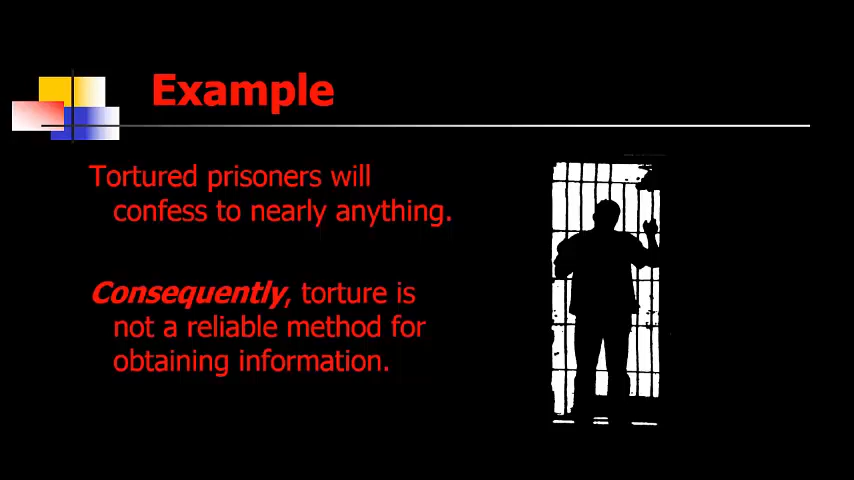 Example
Tortured prisoners will
confess to nearly anything.
Consequently, torture is
not a reliable method for
obtaining information.